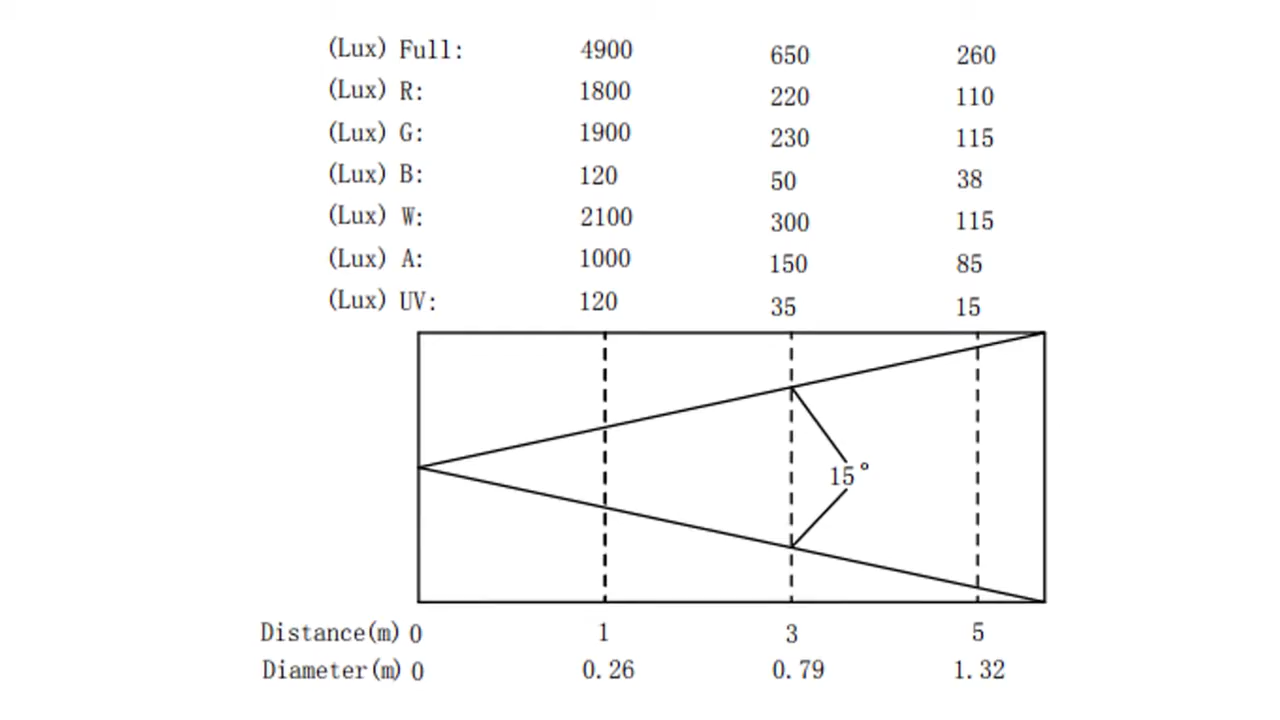 (Lux) Full: 4900 650 260
(Lux) R: 1800 220 110
(Lux) G: 1900 230 115
(Lux) B: 120 50 38
(Lux) W: 2100 300 115
(Lux) A: 1000 150 85
(Lux) UV: 120 35 15
15°
Distance(m) 0 1 3 5
Diameter(m) 0 0.26 0.79 1.32